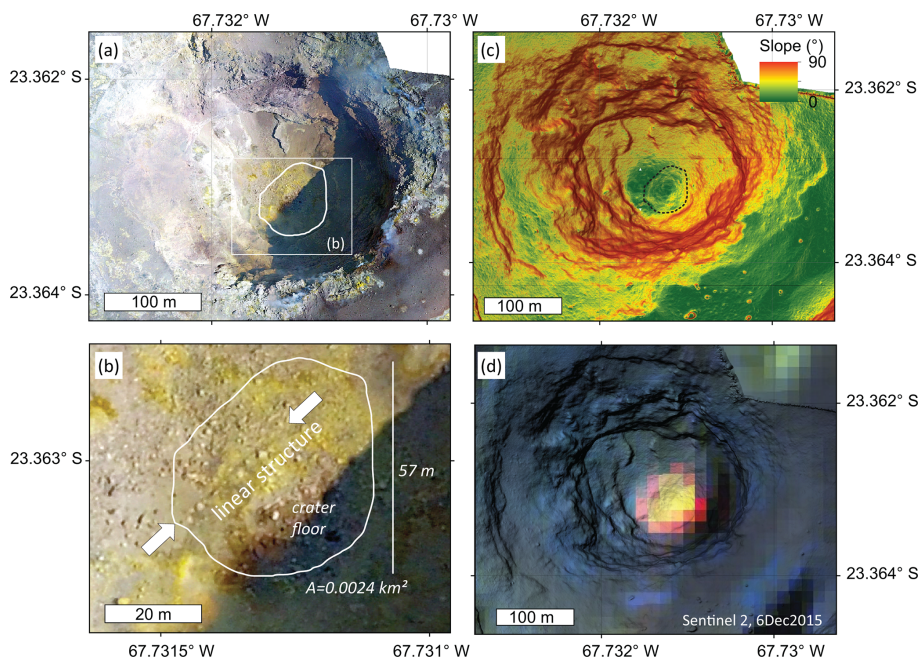 67.732° W
67.73° W
67.732° W
67.73° W
(a)
(c)
Slope (°)
90
0
23.362° S
23.362° S
(b)
23.364° S
23.364° S
100 m
100 m
(b)
(d)
23.362° S
linear structure
57 m
23.363° S
crater
floor
A=0.0024 km²
23.364° S
20 m
100 m
Sentinel 2, 6Dec2015
67.7315° W
67.731° W
67.732° W
67.73° W